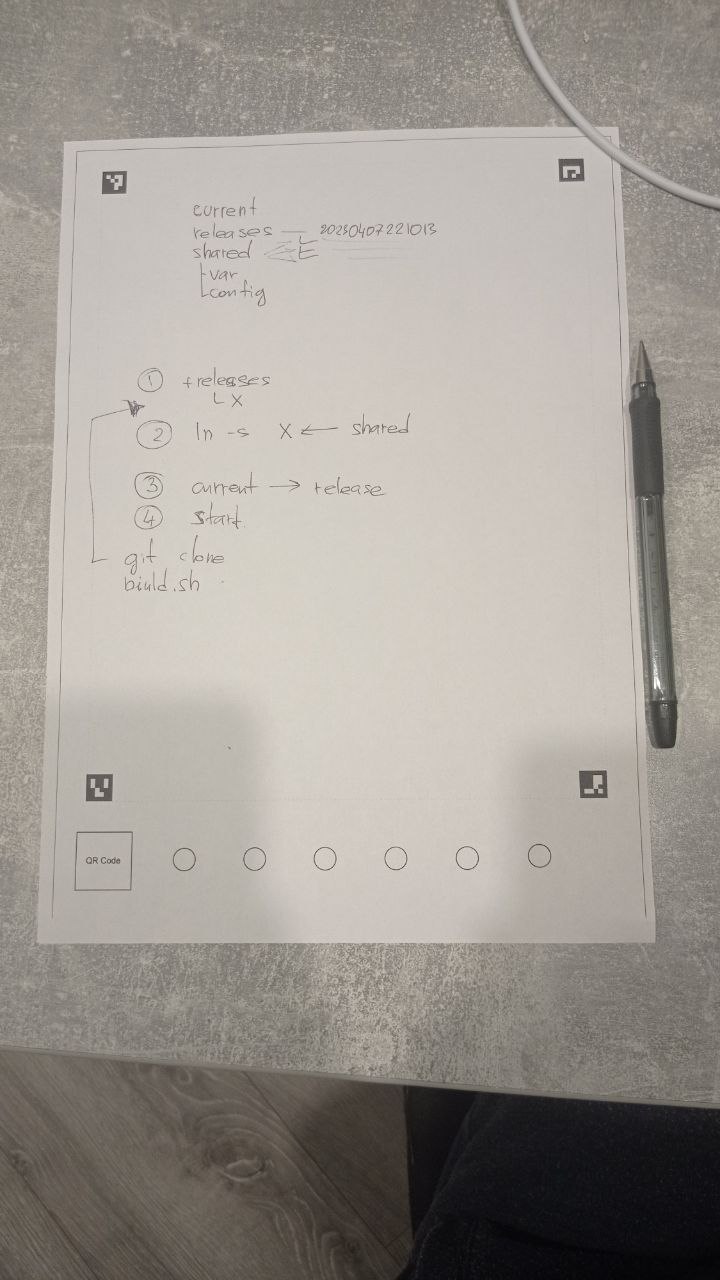 current
releases — 20230407221013
shared
var
config
1 +releases
X
2 ln -s X ← shared
3 current → release
4 start
git clone
biuld.sh
QR Code